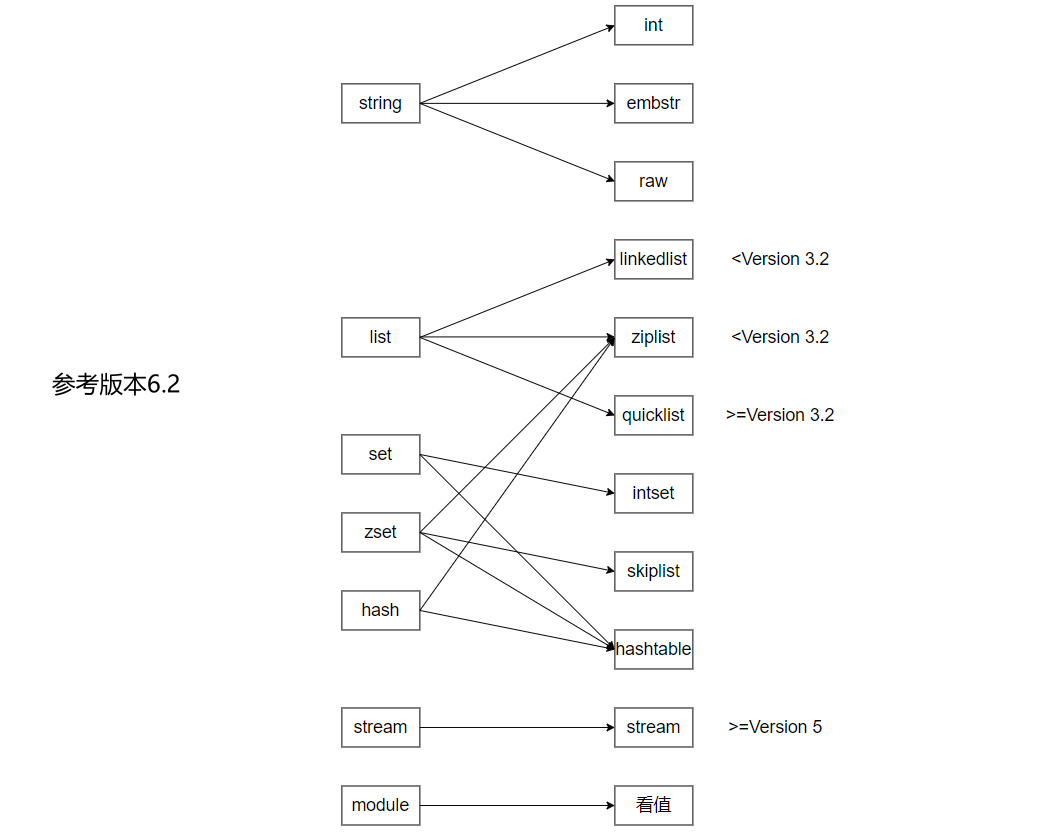 int
string
embstr
raw
linkedlist
<Version 3.2
list
ziplist
<Version 3.2
参考版本6.2
quicklist
>=Version 3.2
set
intset
zset
skiplist
hash
hashtable
stream
stream
>=Version 5
module
看值